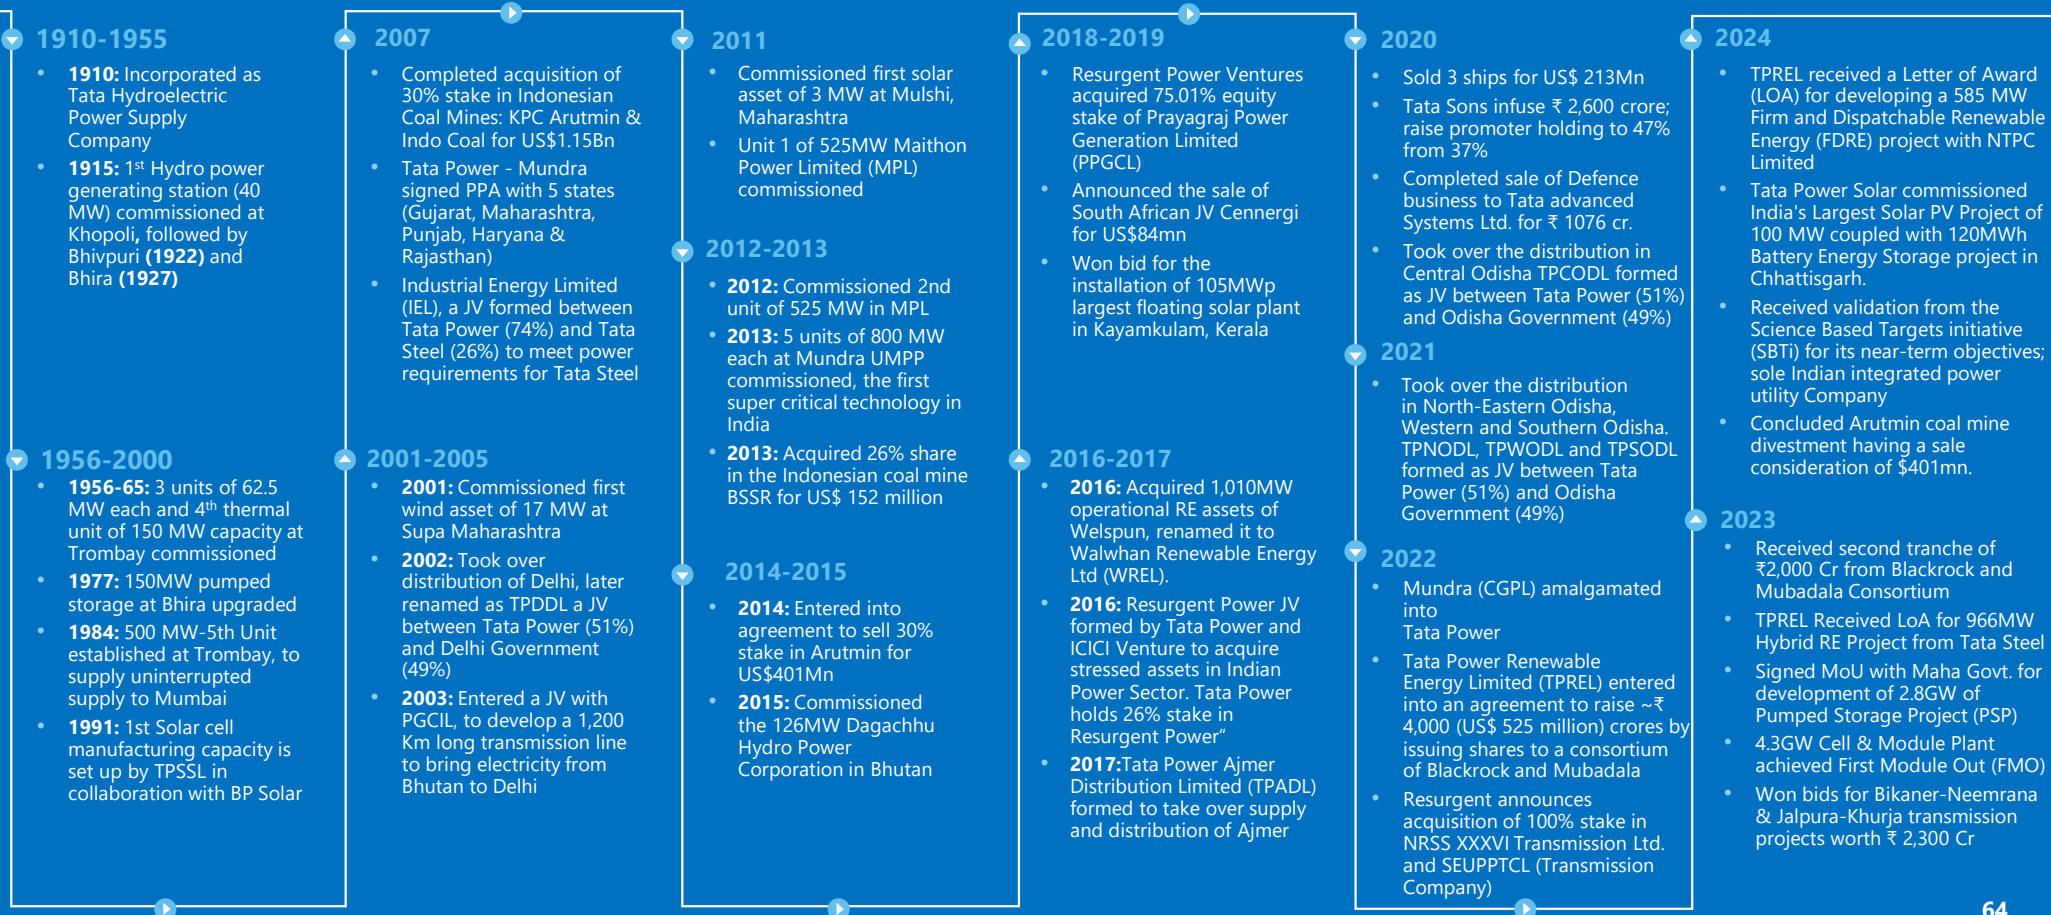 1910-1955
• 1910: Incorporated as
Tata Hydroelectric
Power Supply
Company
• 1915: 1st Hydro power
generating station (40
MW) commissioned at
Khopoli, followed by
Bhivpuri (1922) and
Bhira (1927)
1956-2000
• 1956-65: 3 units of 62.5
MW each and 4th thermal
unit of 150 MW capacity at
Trombay commissioned
• 1977: 150MW pumped
storage at Bhira upgraded
• 1984: 500 MW-5th Unit
established at Trombay, to
supply uninterrupted
supply to Mumbai
• 1991: 1st Solar cell
manufacturing capacity is
set up by TPSSL in
collaboration with BP Solar
2007
• Completed acquisition of
30% stake in Indonesian
Coal Mines: KPC Arutmin &
Indo Coal for US$1.15Bn
• Tata Power - Mundra
signed PPA with 5 states
(Gujarat, Maharashtra,
Punjab, Haryana &
Rajasthan)
• Industrial Energy Limited
(IEL), a JV formed between
Tata Power (74%) and Tata
Steel (26%) to meet power
requirements for Tata Steel
2001-2005
• 2001: Commissioned first
wind asset of 17 MW at
Supa Maharashtra
• 2002: Took over
distribution of Delhi, later
renamed as TPDDL a JV
between Tata Power (51%)
and Delhi Government
(49%)
• 2003: Entered a JV with
PGCIL, to develop a 1,200
Km long transmission line
to bring electricity from
Bhutan to Delhi
2011
• Commissioned first solar
asset of 3 MW at Mulshi,
Maharashtra
• Unit 1 of 525MW Maithon
Power Limited (MPL)
commissioned
2012-2013
• 2012: Commissioned 2nd
unit of 525 MW in MPL
• 2013: 5 units of 800 MW
each at Mundra UMPP
commissioned, the first
super critical technology in
India
• 2013: Acquired 26% share
in the Indonesian coal mine
BSSR for US$ 152 million
2014-2015
• 2014: Entered into
agreement to sell 30%
stake in Arutmin for
US$401Mn
• 2015: Commissioned
the 126MW Dagachhu
Hydro Power
Corporation in Bhutan
2018-2019
• Resurgent Power Ventures
acquired 75.01% equity
stake of Prayagraj Power
Generation Limited
(PPGCL)
• Announced the sale of
South African JV Cennergi
for US$84mn
• Won bid for the
installation of 105MWp
largest floating solar plant
in Kayamkulam, Kerala
2016-2017
• 2016: Acquired 1,010MW
operational RE assets of
Welspun, renamed it to
Walwhan Renewable Energy
Ltd (WREL).
• 2016: Resurgent Power JV
formed by Tata Power and
ICICI Venture to acquire
stressed assets in Indian
Power Sector. Tata Power
holds 26% stake in
Resurgent Power“
• 2017:Tata Power Ajmer
Distribution Limited (TPADL)
formed to take over supply
and distribution of Ajmer
2020
• Sold 3 ships for US$ 213Mn
• Tata Sons infuse ₹ 2,600 crore;
raise promoter holding to 47%
from 37%
• Completed sale of Defence
business to Tata advanced
Systems Ltd. for ₹ 1076 cr.
• Took over the distribution in
Central Odisha TPCODL formed
as JV between Tata Power (51%)
and Odisha Government (49%)
2021
• Took over the distribution
in North-Eastern Odisha,
Western and Southern Odisha.
TPNODL, TPWODL and TPSODL
formed as JV between Tata
Power (51%) and Odisha
Government (49%)
2022
• Mundra (CGPL) amalgamated
into
Tata Power
• Tata Power Renewable
Energy Limited (TPREL) entered
into an agreement to raise ~₹
4,000 (US$ 525 million) crores by
issuing shares to a consortium
of Blackrock and Mubadala
• Resurgent announces
acquisition of 100% stake in
NRSS XXXVI Transmission Ltd.
and SEUPPTCL (Transmission
Company)
2024
• TPREL received a Letter of Award
(LOA) for developing a 585 MW
Firm and Dispatchable Renewable
Energy (FDRE) project with NTPC
Limited
• Tata Power Solar commissioned
India's Largest Solar PV Project of
100 MW coupled with 120MWh
Battery Energy Storage project in
Chhattisgarh.
• Received validation from the
Science Based Targets initiative
(SBTi) for its near-term objectives;
sole Indian integrated power
utility Company
• Concluded Arutmin coal mine
divestment having a sale
consideration of $401mn.
2023
• Received second tranche of
₹2,000 Cr from Blackrock and
Mubadala Consortium
• TPREL Received LoA for 966MW
Hybrid RE Project from Tata Steel
• Signed MoU with Maha Govt. for
development of 2.8GW of
Pumped Storage Project (PSP)
• 4.3GW Cell & Module Plant
achieved First Module Out (FMO)
• Won bids for Bikaner-Neemrana
& Jalpura-Khurja transmission
projects worth ₹ 2,300 Cr
64